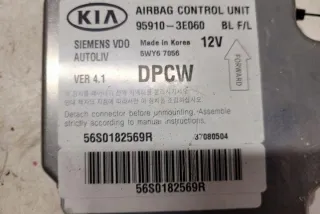 KIA
AIRBAG CONTROL UNIT
95910-3E060 BL F/L
SIEMENS VDO
AUTOLIV
Made in Korea 12V
5WY6 7056
VER 4.1 DPCW
FORWARD
Detach connector before unmounting. Assemble
strictly according to manual instructions.
56S0182569R 37080504
56S0182569R